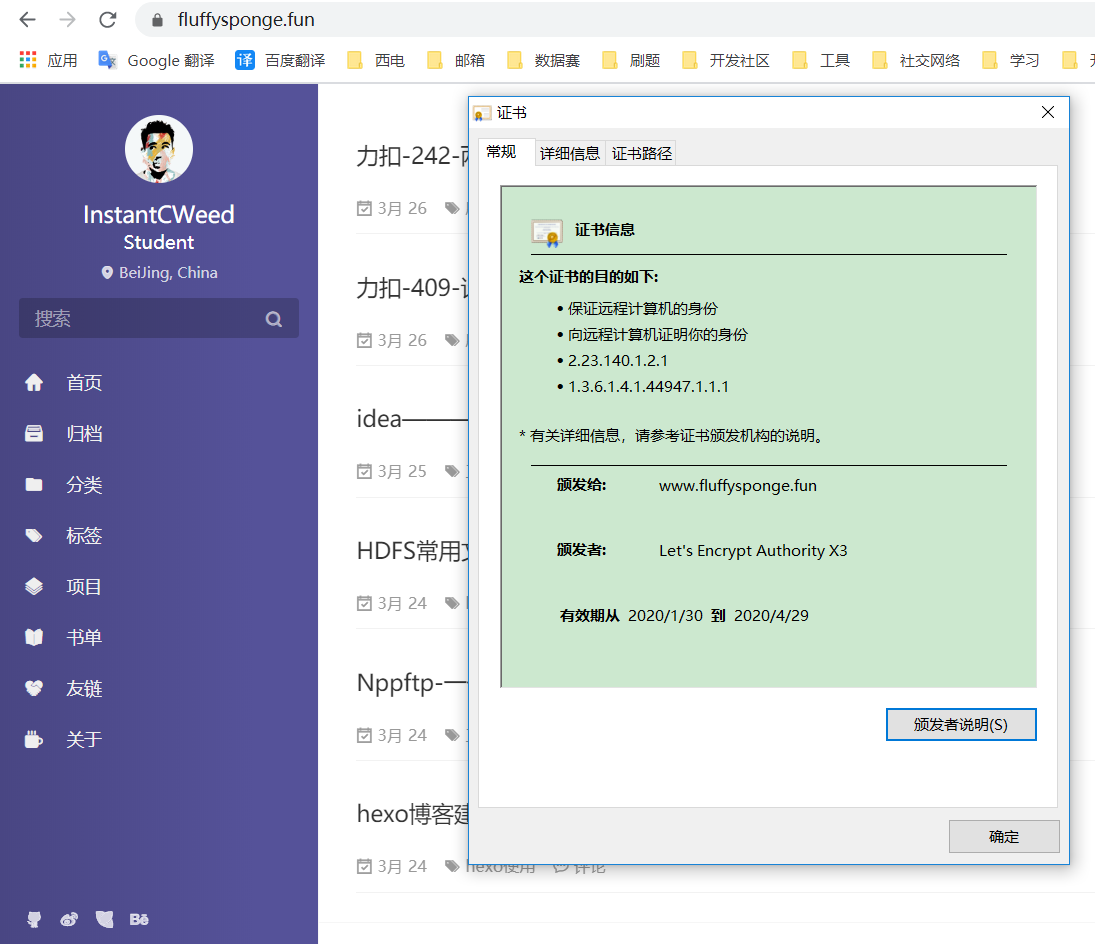 fluffysponge.fun
应用 Google 翻译 译 百度翻译 西电 邮箱 数据赛 刷题 开发社区 工具 社交网络 学习
InstantCWeed
Student
BeiJing, China
搜索
首页
归档
分类
标签
项目
书单
友链
关于
Bē
力扣-242-
3月 26
力扣-409-
3月 26
idea———
3月 25
HDFS常用
3月 24
Nppftp-一
3月 24
hexo博客建
3月 24 hexo使用 评论
证书
常规 详细信息 证书路径
证书信息
这个证书的目的如下:
• 保证远程计算机的身份
• 向远程计算机证明你的身份
• 2.23.140.1.2.1
• 1.3.6.1.4.1.44947.1.1.1
* 有关详细信息，请参考证书颁发机构的说明。
颁发给: www.fluffysponge.fun
颁发者: Let's Encrypt Authority X3
有效期从 2020/1/30 到 2020/4/29
颁发者说明(S)
确定